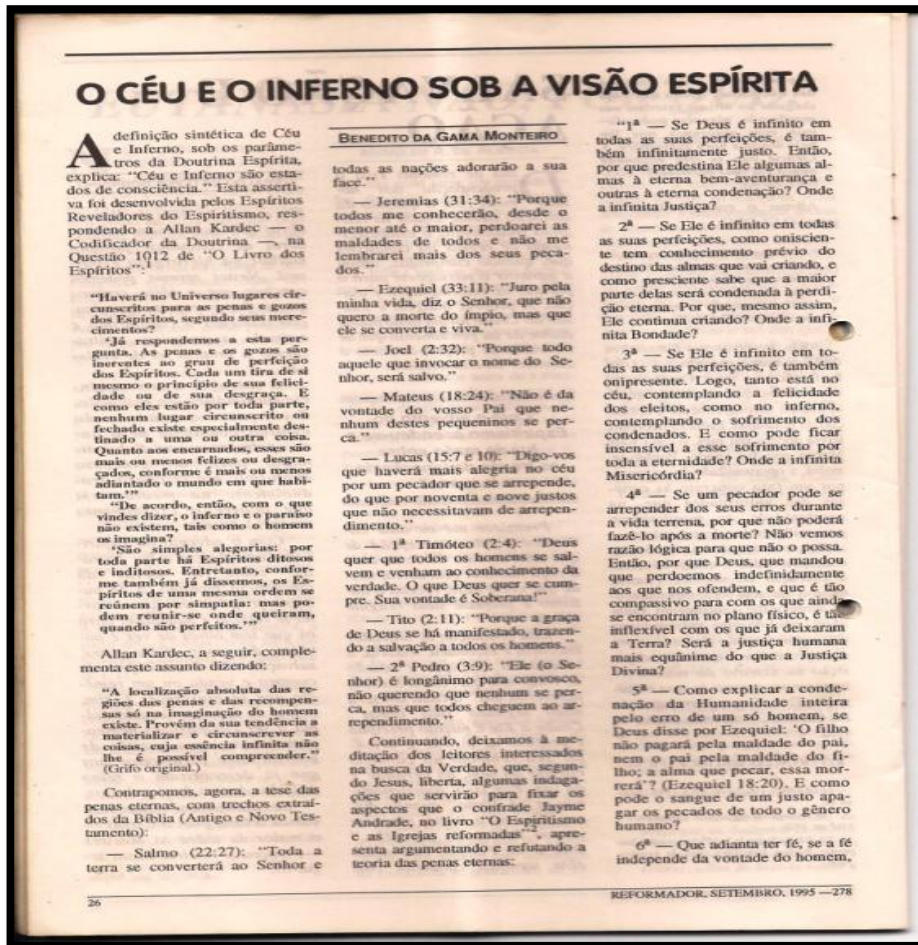 O CÉU E O INFERNO SOB A VISÃO ESPÍRITA
A definição sintética de Céu
e Inferno, sob os parâme-
tros da Doutrina Espírita,
explica: “Céu e Inferno são esta-
dos de consciência.” Esta asserti-
va foi desenvolvida pelos Espíritos
Reveladores do Espiritismo, res-
pondendo a Allan Kardec — o
Codificador da Doutrina —, na
Questão 1012 de “O Livro dos
Espíritos”:1
“Haverá no Universo lugares cir-
cunscritos para as penas e gozos
dos Espíritos, segundo seus mere-
cimentos?
‘Já respondemos a esta per-
gunta. As penas e os gozos são
inerentes ao grau de perfeição
dos Espíritos. Cada um tira de si
mesmo o princípio de sua felici-
dade ou de sua desgraça. E
como eles estão por toda parte,
nenhum lugar circunscrito ou
fechado existe especialmente des-
tinado a uma ou outra coisa.
Quanto aos encarnados, esses são
mais ou menos felizes ou desgra-
çados, conforme é mais ou menos
adiantado o mundo em que habi-
tam.’”
“De acordo, então, com o que
vindes dizer, o inferno e o paraíso
não existem, tais como o homem
os imagina?
‘São simples alegorias: por
toda parte há Espíritos ditosos
e inditosos. Entretanto, confor-
me também já dissemos, os Es-
píritos de uma mesma ordem se
reúnem por simpatia: mas po-
dem reunir-se onde queiram,
quando são perfeitos.’”
Allan Kardec, a seguir, comple-
menta este assunto dizendo:
“A localização absoluta das re-
giões das penas e das recompen-
sas só na imaginação do homem
existe. Provém da sua tendência a
materializar e circunscrever as
coisas, cuja essência infinita não
lhe é possível compreender.”
(Grifo original.)
Contrapomos, agora, a tese das
penas eternas, com trechos extraí-
dos da Bíblia (Antigo e Novo Tes-
tamento):
— Salmo (22:27): “Toda a
terra se converterá ao Senhor e
BENEDITO DA GAMA MONTEIRO
todas as nações adorarão a sua
face.”
— Jeremias (31:34): “Porque
todos me conhecerão, desde o
menor até o maior, perdoarei as
maldades de todos e não me
lembrarei mais dos seus peca-
dos.”
— Ezequiel (33:11): “Juro pela
minha vida, diz o Senhor, que não
quero a morte do ímpio, mas que
ele se converta e viva.”
— Joel (2:32): “Porque todo
aquele que invocar o nome do Se-
nhor, será salvo.”
— Mateus (18:24): “Não é da
vontade do vosso Pai que ne-
nhum destes pequeninos se per-
ca.”
— Lucas (15:7 e 10): “Digo-vos
que haverá mais alegria no céu
por um pecador que se arrepende,
do que por noventa e nove justos
que não necessitavam de arrepen-
dimento.”
— 1ª Timóteo (2:4): “Deus
quer que todos os homens se sal-
vem e venham ao conhecimento da
verdade. O que Deus quer se cum-
pre. Sua vontade é Soberana!”
— Tito (2:11): “Porque a graça
de Deus se há manifestado, trazen-
do a salvação a todos os homens.”
— 2ª Pedro (3:9): “Ele (o Se-
nhor) é longânimo para convosco,
não querendo que nenhum se per-
ca, mas que todos cheguem ao ar-
rependimento.”
Continuando, deixamos à me-
ditação dos leitores interessados
na busca da Verdade, que, segun-
do Jesus, liberta, algumas indaga-
ções que servirão para fixar os
aspectos que o confrade Jayme
Andrade, no livro “O Espiritismo
e as Igrejas reformadas”2, apre-
senta argumentando e refutando a
teoria das penas eternas:
“1ª — Se Deus é infinito em
todas as suas perfeições, é tam-
bém infinitamente justo. Então,
por que predestina Ele algumas al-
mas à eterna bem-aventurança e
outras à eterna condenação? Onde
a infinita Justiça?
2ª — Se Ele é infinito em todas
as suas perfeições, como oniscien-
te tem conhecimento prévio do
destino das almas que vai criando, e
como presciente sabe que a maior
parte delas será condenada à perdi-
ção eterna. Por que, mesmo assim,
Ele continua criando? Onde a infi-
nita Bondade?
3ª — Se Ele é infinito em to-
das as suas perfeições, é também
onipresente. Logo, tanto está no
céu, contemplando a felicidade
dos eleitos, como no inferno,
contemplando o sofrimento dos
condenados. E como pode ficar
insensível a esse sofrimento por
toda a eternidade? Onde a infinita
Misericórdia?
4ª — Se um pecador pode se
arrepender dos seus erros durante
a vida terrena, por que não poderá
fazê-lo após a morte? Não vemos
razão lógica para que não o possa.
Então, por que Deus, que mandou
que perdoemos indefinidamente
aos que nos ofendem, e que é tão
compassivo para com os que ainda
se encontram no plano físico, é tão
inflexível com os que já deixaram
a Terra? Será a justiça humana
mais equânime do que a Justiça
Divina?
5ª — Como explicar a conde-
nação da Humanidade inteira
pelo erro de um só homem, se
Deus disse por Ezequiel: ‘O filho
não pagará pela maldade do pai,
nem o pai pela maldade do fi-
lho; a alma que pecar, essa mor-
rerá’? (Ezequiel 18:20). E como
pode o sangue de um justo apa-
gar os pecados de todo o gênero
humano?
6ª — Que adianta ter fé, se a fé
independe da vontade do homem,
26
REFORMADOR, SETEMBRO, 1995 —278